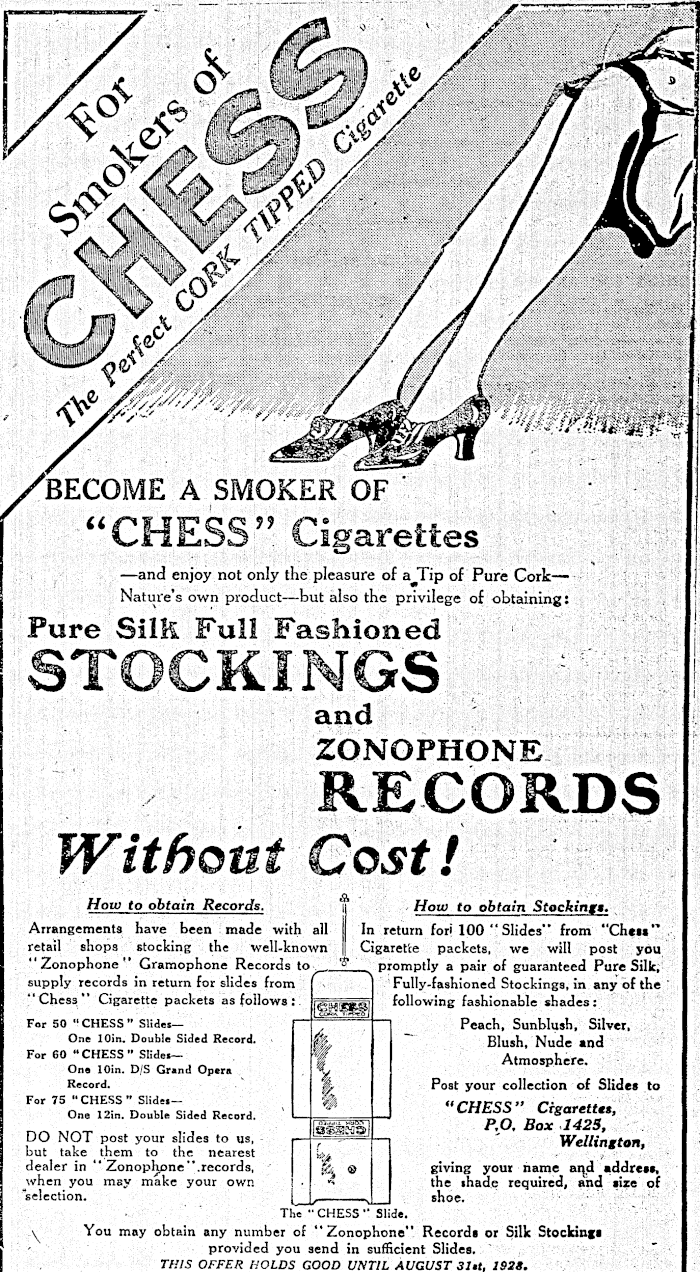 For
Smokers of
CHESS
The Perfect CORK TIPPED Cigarette
BECOME A SMOKER OF
"CHESS" Cigarettes
—and enjoy not only the pleasure of a Tip of Pure Cork—
Nature's own product—but also the privilege of obtaining:
Pure Silk Full Fashioned
STOCKINGS
and
ZONOPHONE
RECORDS
Without Cost!
How to obtain Records.
Arrangements have been made with all
retail shops stocking the well-known
"Zonophone" Gramophone Records to
supply records in return for slides from
"Chess" Cigarette packets as follows:
For 50 "CHESS" Slides—
One 10in. Double Sided Record.
For 60 "CHESS" Slides—
One 10in. D/S Grand Opera
Record.
For 75 "CHESS" Slides—
One 12in. Double Sided Record.
DO NOT post your slides to us,
but take them to the nearest
dealer in "Zonophone" records,
when you may make your own
selection.
CHESS
CORK TIPPED
CHESS
CORK TIPPED
The "CHESS" Slide.
How to obtain Stockings.
In return for 100 "Slides" from "Chess"
Cigarette packets, we will post you
promptly a pair of guaranteed Pure Silk,
Fully-fashioned Stockings, in any of the
following fashionable shades:
Peach, Sunblush, Silver,
Blush, Nude and
Atmosphere.
Post your collection of Slides to
"CHESS" Cigarettes,
P.O. Box 1425,
Wellington,
giving your name and address,
the shade required, and size of
shoe.
You may obtain any number of "Zonophone" Records or Silk Stockings
provided you send in sufficient Slides.
THIS OFFER HOLDS GOOD UNTIL AUGUST 31st, 1928.